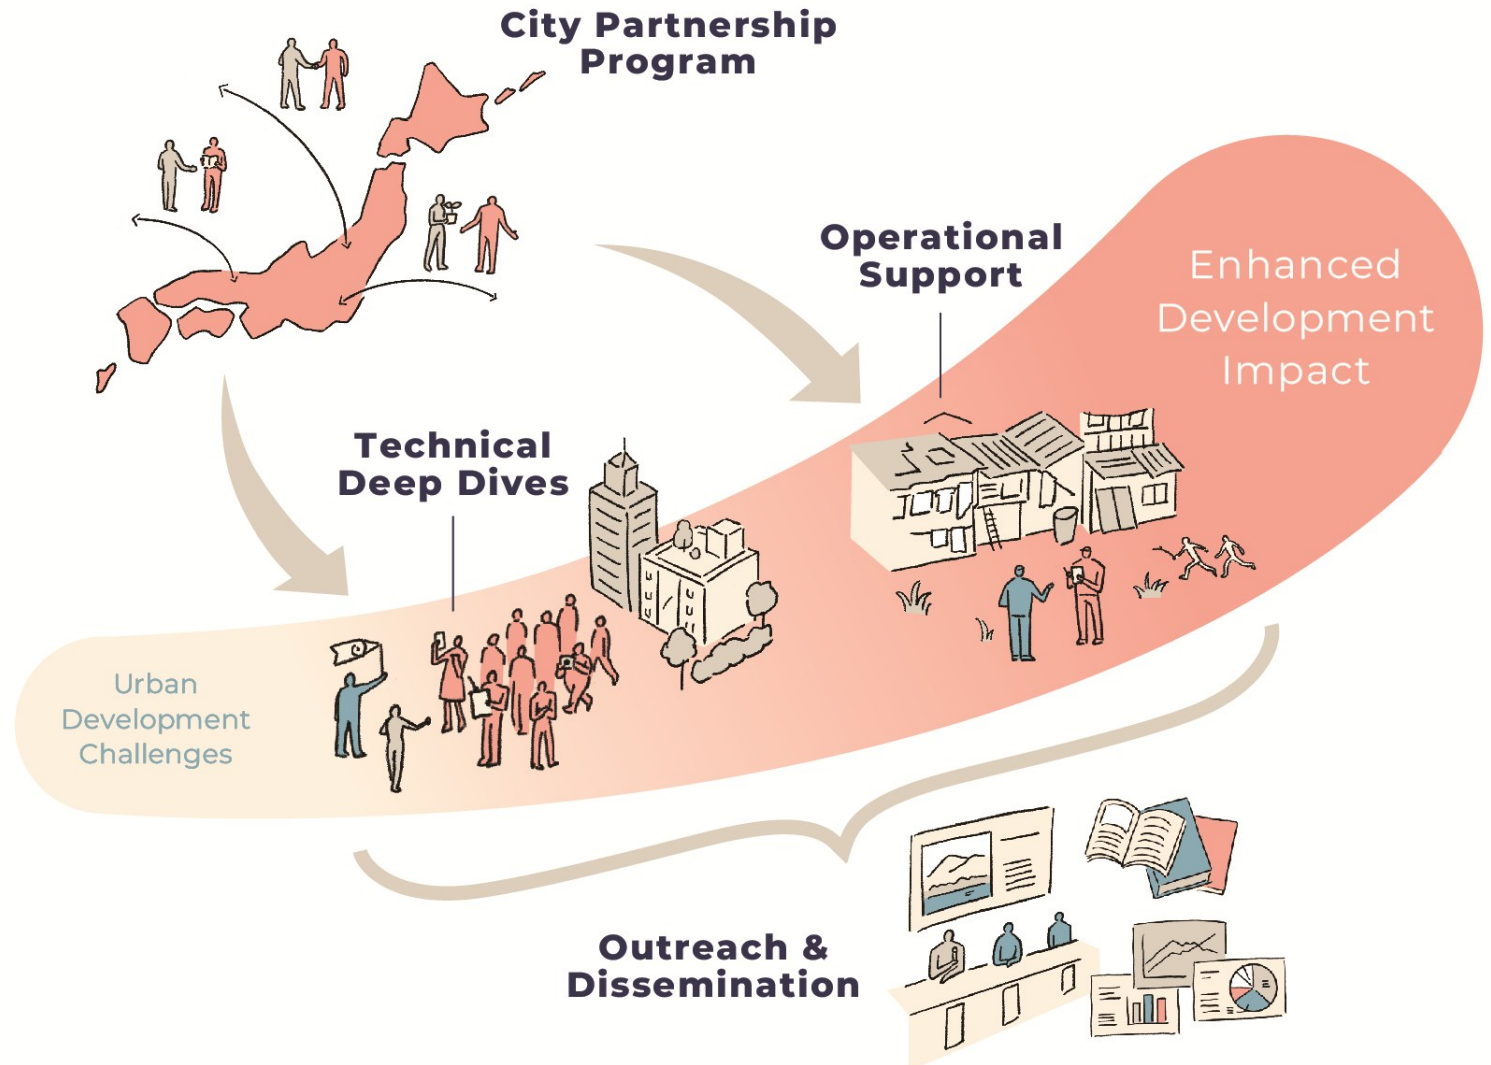 City Partnership
Program
Operational
Support
Enhanced
Development
Impact
Technical
Deep Dives
Urban
Development
Challenges
Outreach &
Dissemination